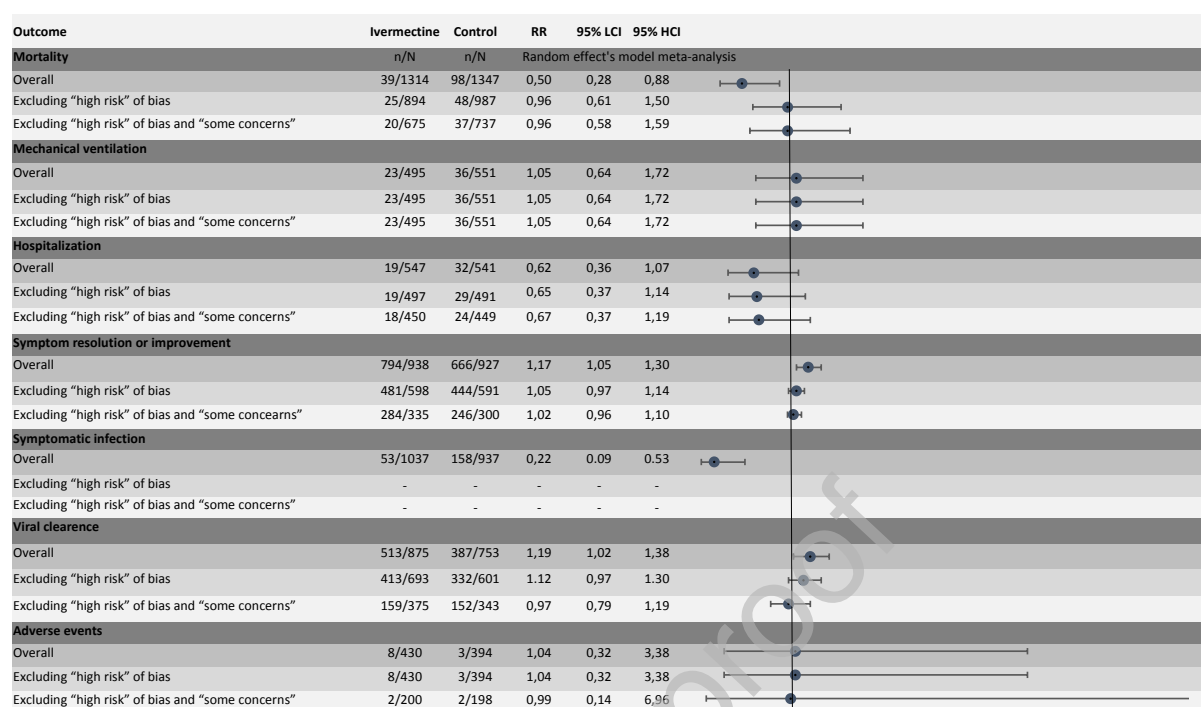 Outcome Ivermectine Control RR 95% LCI 95% HCI
Mortality n/N n/N Random effect's model meta-analysis
Overall 39/1314 98/1347 0,50 0,28 0,88
Excluding “high risk” of bias 25/894 48/987 0,96 0,61 1,50
Excluding “high risk” of bias and “some concerns” 20/675 37/737 0,96 0,58 1,59
Mechanical ventilation
Overall 23/495 36/551 1,05 0,64 1,72
Excluding “high risk” of bias 23/495 36/551 1,05 0,64 1,72
Excluding “high risk” of bias and “some concerns” 23/495 36/551 1,05 0,64 1,72
Hospitalization
Overall 19/547 32/541 0,62 0,36 1,07
Excluding “high risk” of bias 19/497 29/491 0,65 0,37 1,14
Excluding “high risk” of bias and “some concerns” 18/450 24/449 0,67 0,37 1,19
Symptom resolution or improvement
Overall 794/938 666/927 1,17 1,05 1,30
Excluding “high risk” of bias 481/598 444/591 1,05 0,97 1,14
Excluding “high risk” of bias and “some concearns” 284/335 246/300 1,02 0,96 1,10
Symptomatic infection
Overall 53/1037 158/937 0,22 0.09 0.53
Excluding “high risk” of bias - - - - -
Excluding “high risk” of bias and “some concerns” - - - - -
Viral clearence
Overall 513/875 387/753 1,19 1,02 1,38
Excluding “high risk” of bias 413/693 332/601 1.12 0,97 1.30
Excluding “high risk” of bias and “some concerns” 159/375 152/343 0,97 0,79 1,19
Adverse events
Overall 8/430 3/394 1,04 0,32 3,38
Excluding “high risk” of bias 8/430 3/394 1,04 0,32 3,38
Excluding “high risk” of bias and “some concerns” 2/200 2/198 0,99 0,14 6,96
proof